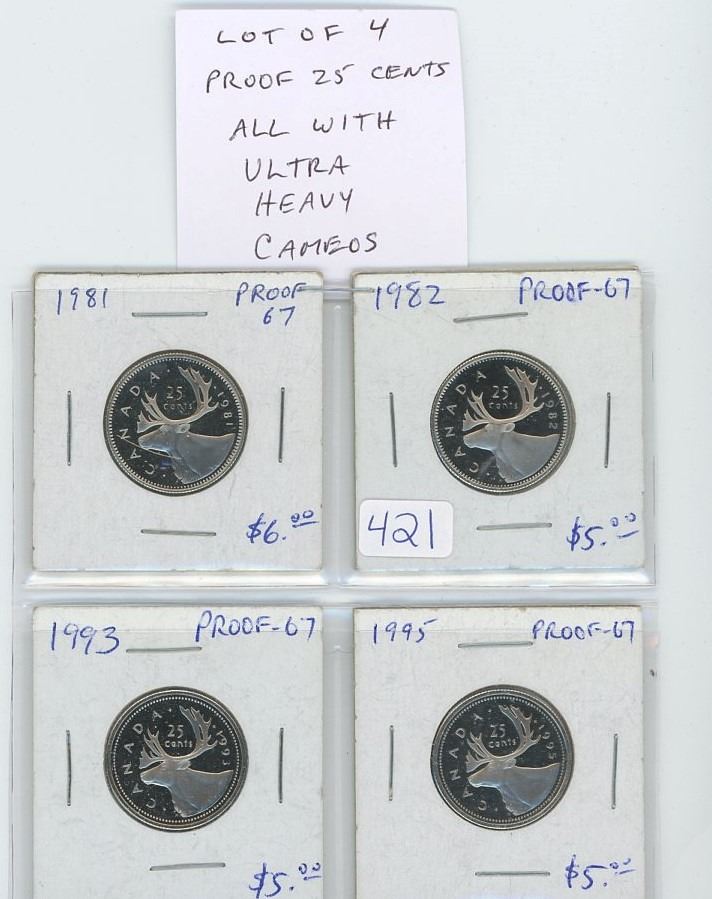 LOT OF 4
PROOF 25 CENTS
ALL WITH
ULTRA
HEAVY
CAMEOS
1981 PROOF
67
25
cents
CANADA 1981
$6.00
1982 PROOF-67
25
cents
CANADA 1982
421
$5.00
1993 PROOF-67
25
cents
CANADA 1993
$5.00
1995 PROOF-67
25
cents
CANADA 1995
$5.00